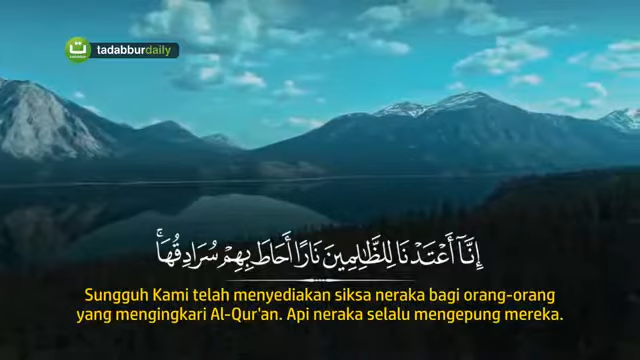 tadabburdaily
إِنَّآ أَعْتَدْنَا لِلظَّٰلِمِينَ نَارًا أَحَاطَ بِهِمْ سُرَادِقُهَاۚ
Sungguh Kami telah menyediakan siksa neraka bagi orang-orang
yang mengingkari Al-Qur'an. Api neraka selalu mengepung mereka.